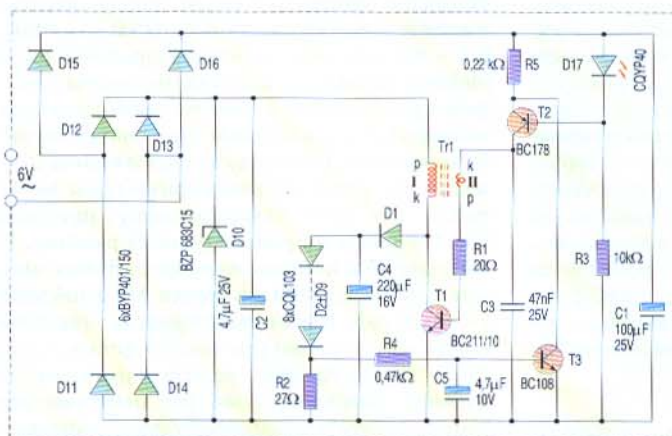 D15
D16
0,22 kΩ
R5
D17
CQYP40
D12
D13
T2
BC178
6V
~
Tr1
p
k
I
k
II
p
BZP 683C15
D10
D1
6xBYP401/150
4,7µF 25V
C2
8xCQL103
D2÷D9
C4
220µF
16V
R1
20Ω
R3
10kΩ
T1
BC211/10
C3
47nF
25V
C1
100µF
25V
R4
0,47kΩ
T3
BC108
D11
D14
R2
27Ω
C5
4,7µF
10V